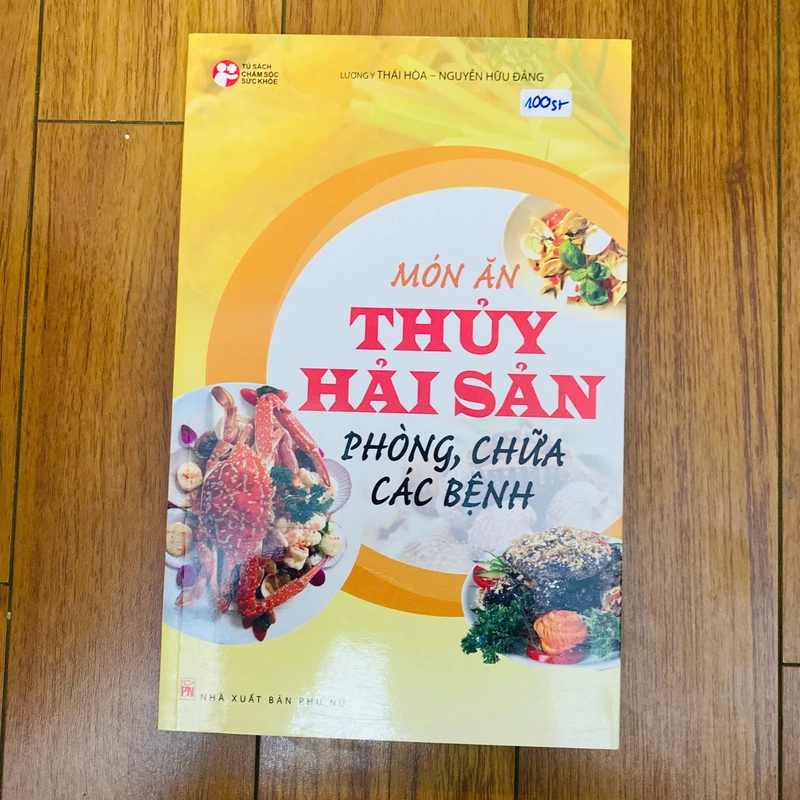 TỦ SÁCH
CHĂM SÓC
SỨC KHỎE
LƯƠNG Y THÁI HÒA – NGUYỄN HỮU ĐẢNG
100sr
MÓN ĂN
THỦY
HẢI SẢN
PHÒNG, CHỮA
CÁC BỆNH
PN
NHÀ XUẤT BẢN PHỤ NỮ